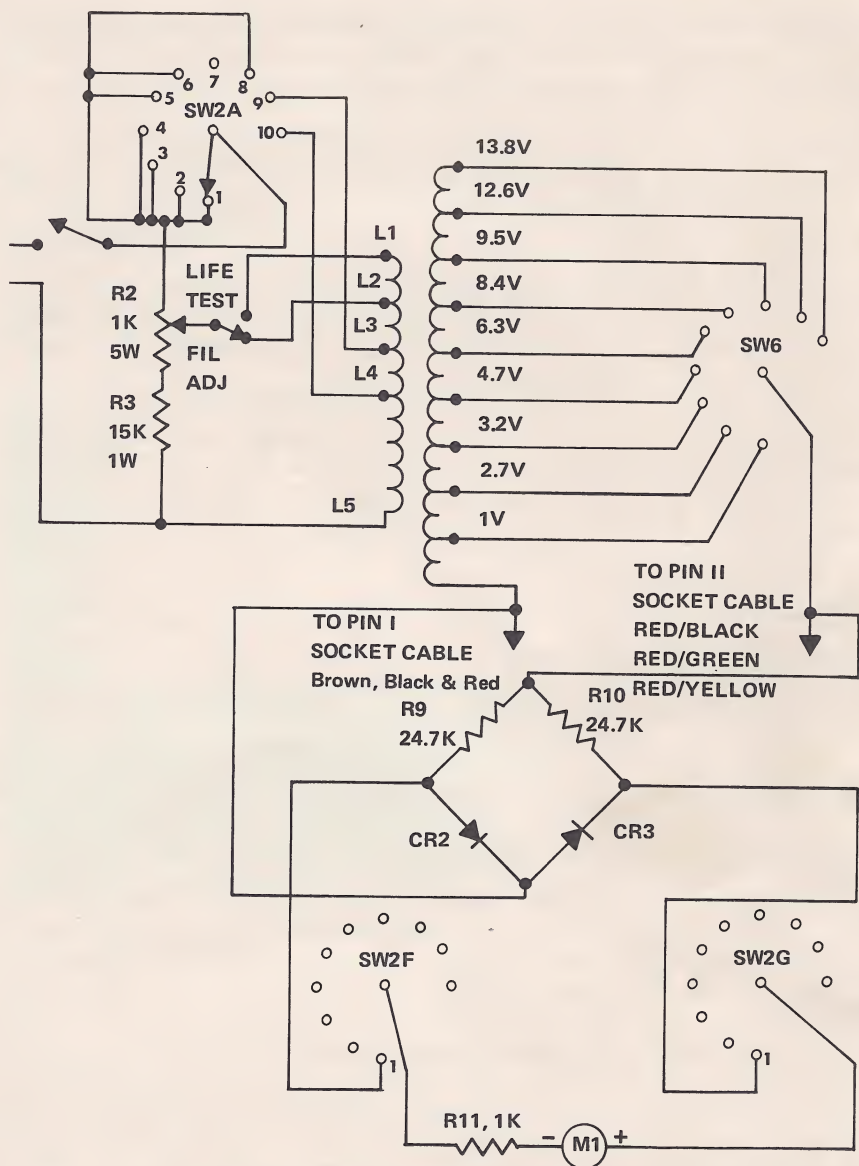 6
7
8
5
SW2A
9
4
10
3
2
1
13.8V
12.6V
9.5V
8.4V
6.3V
4.7V
3.2V
2.7V
1V
L1
L2
L3
L4
L5
LIFE
TEST
FIL
ADJ
R2
1K
5W
R3
15K
1W
SW6
TO PIN I
SOCKET CABLE
Brown, Black & Red
TO PIN II
SOCKET CABLE
RED/BLACK
RED/GREEN
RED/YELLOW
R9
24.7K
R10
24.7K
CR2
CR3
SW2F
1
SW2G
1
R11, 1K
- M1 +